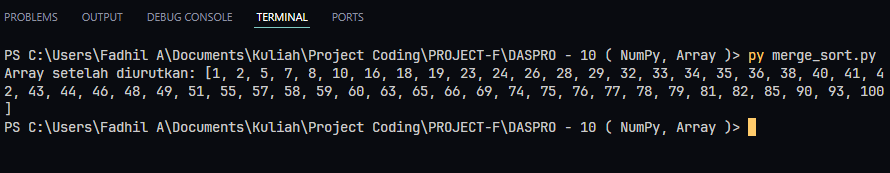 PROBLEMS OUTPUT DEBUG CONSOLE TERMINAL PORTS
PS C:\Users\Fadhil A\Documents\Kuliah\Project Coding\PROJECT-F\DASPRO - 10 ( NumPy, Array )> py merge_sort.py
Array setelah diurutkan: [1, 2, 5, 7, 8, 10, 16, 18, 19, 23, 24, 26, 28, 29, 32, 33, 34, 35, 36, 38, 40, 41, 4
2, 43, 44, 46, 48, 49, 51, 55, 57, 58, 59, 60, 63, 65, 66, 69, 74, 75, 76, 77, 78, 79, 81, 82, 85, 90, 93, 100
]
PS C:\Users\Fadhil A\Documents\Kuliah\Project Coding\PROJECT-F\DASPRO - 10 ( NumPy, Array )>